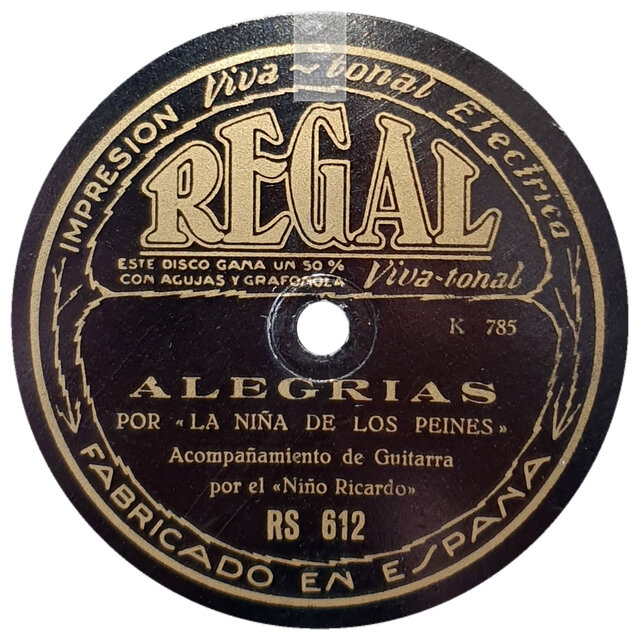 IMPRESION Viva-tonal Electrica
REGAL
ESTE DISCO GANA UN 50 %
CON AGUJAS Y GRAFONOLA
Viva-tonal
K 785
ALEGRIAS
POR « LA NIÑA DE LOS PEINES »
Acompañamiento de Guitarra
por el «Niño Ricardo»
RS 612
FABRICADO EN ESPAÑA